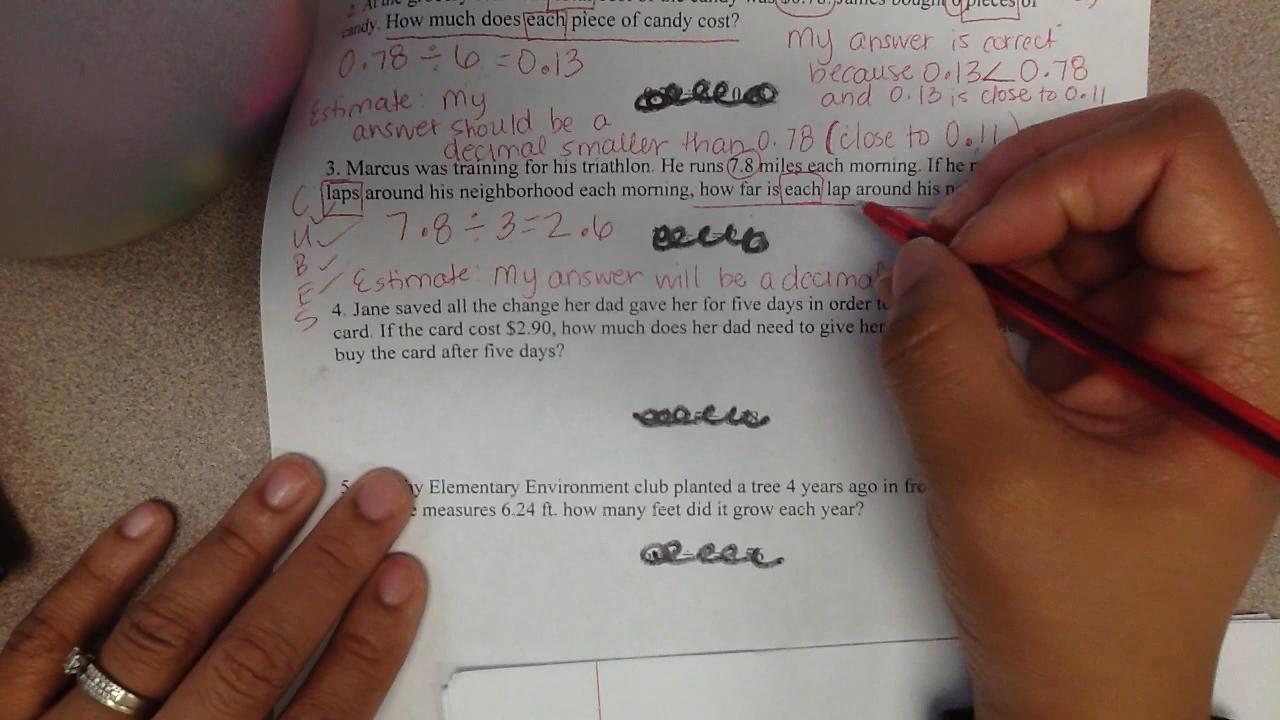 candy. How much does each piece of candy cost?
0.78 ÷ 6 = 0.13
My answer is correct
because 0.13 < 0.78
and 0.13 is close to 0.11
Estimate: My
answer should be a
decimal smaller than 0.78 (close to 0.11)
3. Marcus was training for his triathlon. He runs 7.8 miles each morning. If he
laps around his neighborhood each morning, how far is each lap around his
C
U ✓
B ✓
E
S
7.8 ÷ 3 = 2.6
Estimate: My answer will be a decimal
4. Jane saved all the change her dad gave her for five days in order
card. If the card cost $2.90, how much does her dad need to give her
buy the card after five days?
5. Elementary Environment club planted a tree 4 years ago in
measures 6.24 ft. how many feet did it grow each year?